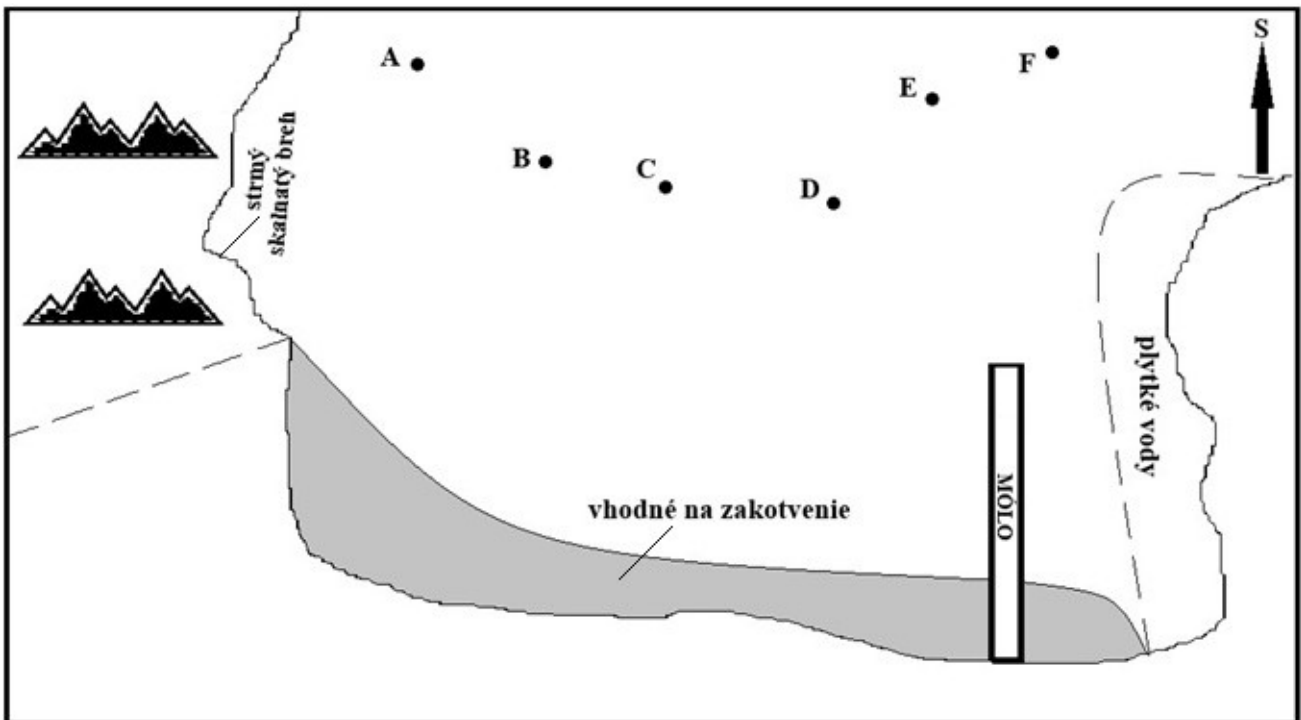 S
A
F
E
B
C
D
strmý
skalnatý breh
plytké vody
MÓLO
vhodné na zakotvenie